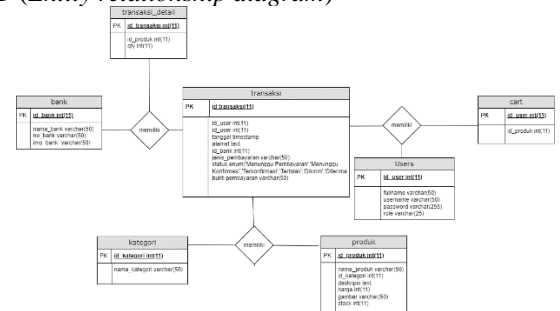 (Entity relationship diagram)
transaksi_detail
PK id_transaksi int(11)
id_produk int(11)
qty int(11)
bank
PK id_bank int(11)
nama_bank varchar(50)
no_bank varchar(50)
img_bank varchar(50)
memiliki
transaksi
PK id transaksi(11)
id_user int(11)
id_user int(11)
tanggal timestamp
alamat text
id_bank int(11)
jenis_pembayaran varchar(50)
status enum('Menunggu Pembayaran','Menunggu
Konfirmasi','Terkonfirmasi','Tertolak','Dikirim','Diterima
bukti pembayaran varchar(50)
memiliki
cart
PK id_user int(11)
id_produk int(11)
Users
PK id_user int(11)
fullname varchar(50)
username varchar(50)
password varchar(255)
role varchar(25)
kategori
PK id_kategori int(11)
nama_kategori varchar(50)
memiliki
produk
PK id_produk int(11)
nama_produk varchar(50)
id_kategori int(11)
deskripsi text
harga int(11)
gambar varchar(50)
stock int(11)